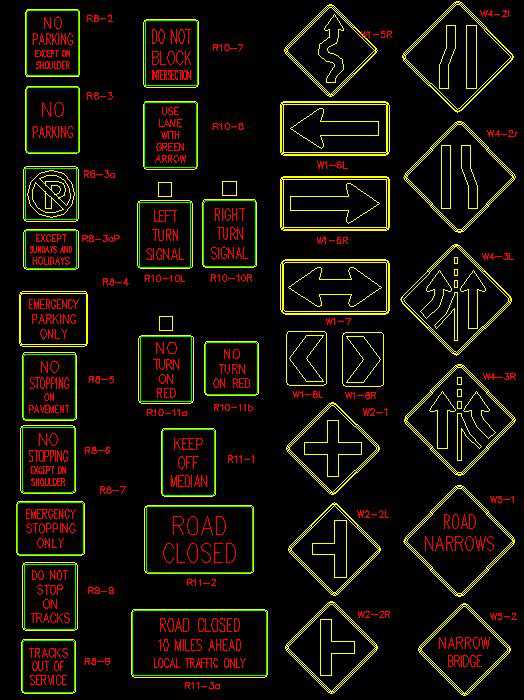 NO
PARKING
EXCEPT ON
SHOULDER
R8-2
NO
PARKING
R8-3
P
R8-3a
EXCEPT
SUNDAYS AND
HOLIDAYS
R8-3aP
R8-4
EMERGENCY
PARKING
ONLY
NO
STOPPING
ON
PAVEMENT
R8-5
NO
STOPPING
EXCEPT ON
SHOULDER
R8-6
R8-7
EMERGENCY
STOPPING
ONLY
DO NOT
STOP
ON
TRACKS
R8-8
TRACKS
OUT OF
SERVICE
R8-9
DO NOT
BLOCK
INTERSECTION
R10-7
USE
LANE
WITH
GREEN
ARROW
R10-8
LEFT
TURN
SIGNAL
R10-10L
RIGHT
TURN
SIGNAL
R10-10R
NO
TURN
ON
RED
R10-11a
NO
TURN
ON RED
R10-11b
KEEP
OFF
MEDIAN
R11-1
ROAD
CLOSED
R11-2
ROAD CLOSED
10 MILES AHEAD
LOCAL TRAFFIC ONLY
R11-3a
W1-5R
W1-6L
W1-6R
W1-7
W1-8L
W1-8R
W2-1
W2-2L
W2-2R
W4-2l
W4-2r
W4-3L
W4-3R
ROAD
NARROWS
W5-1
NARROW
BRIDGE
W5-2